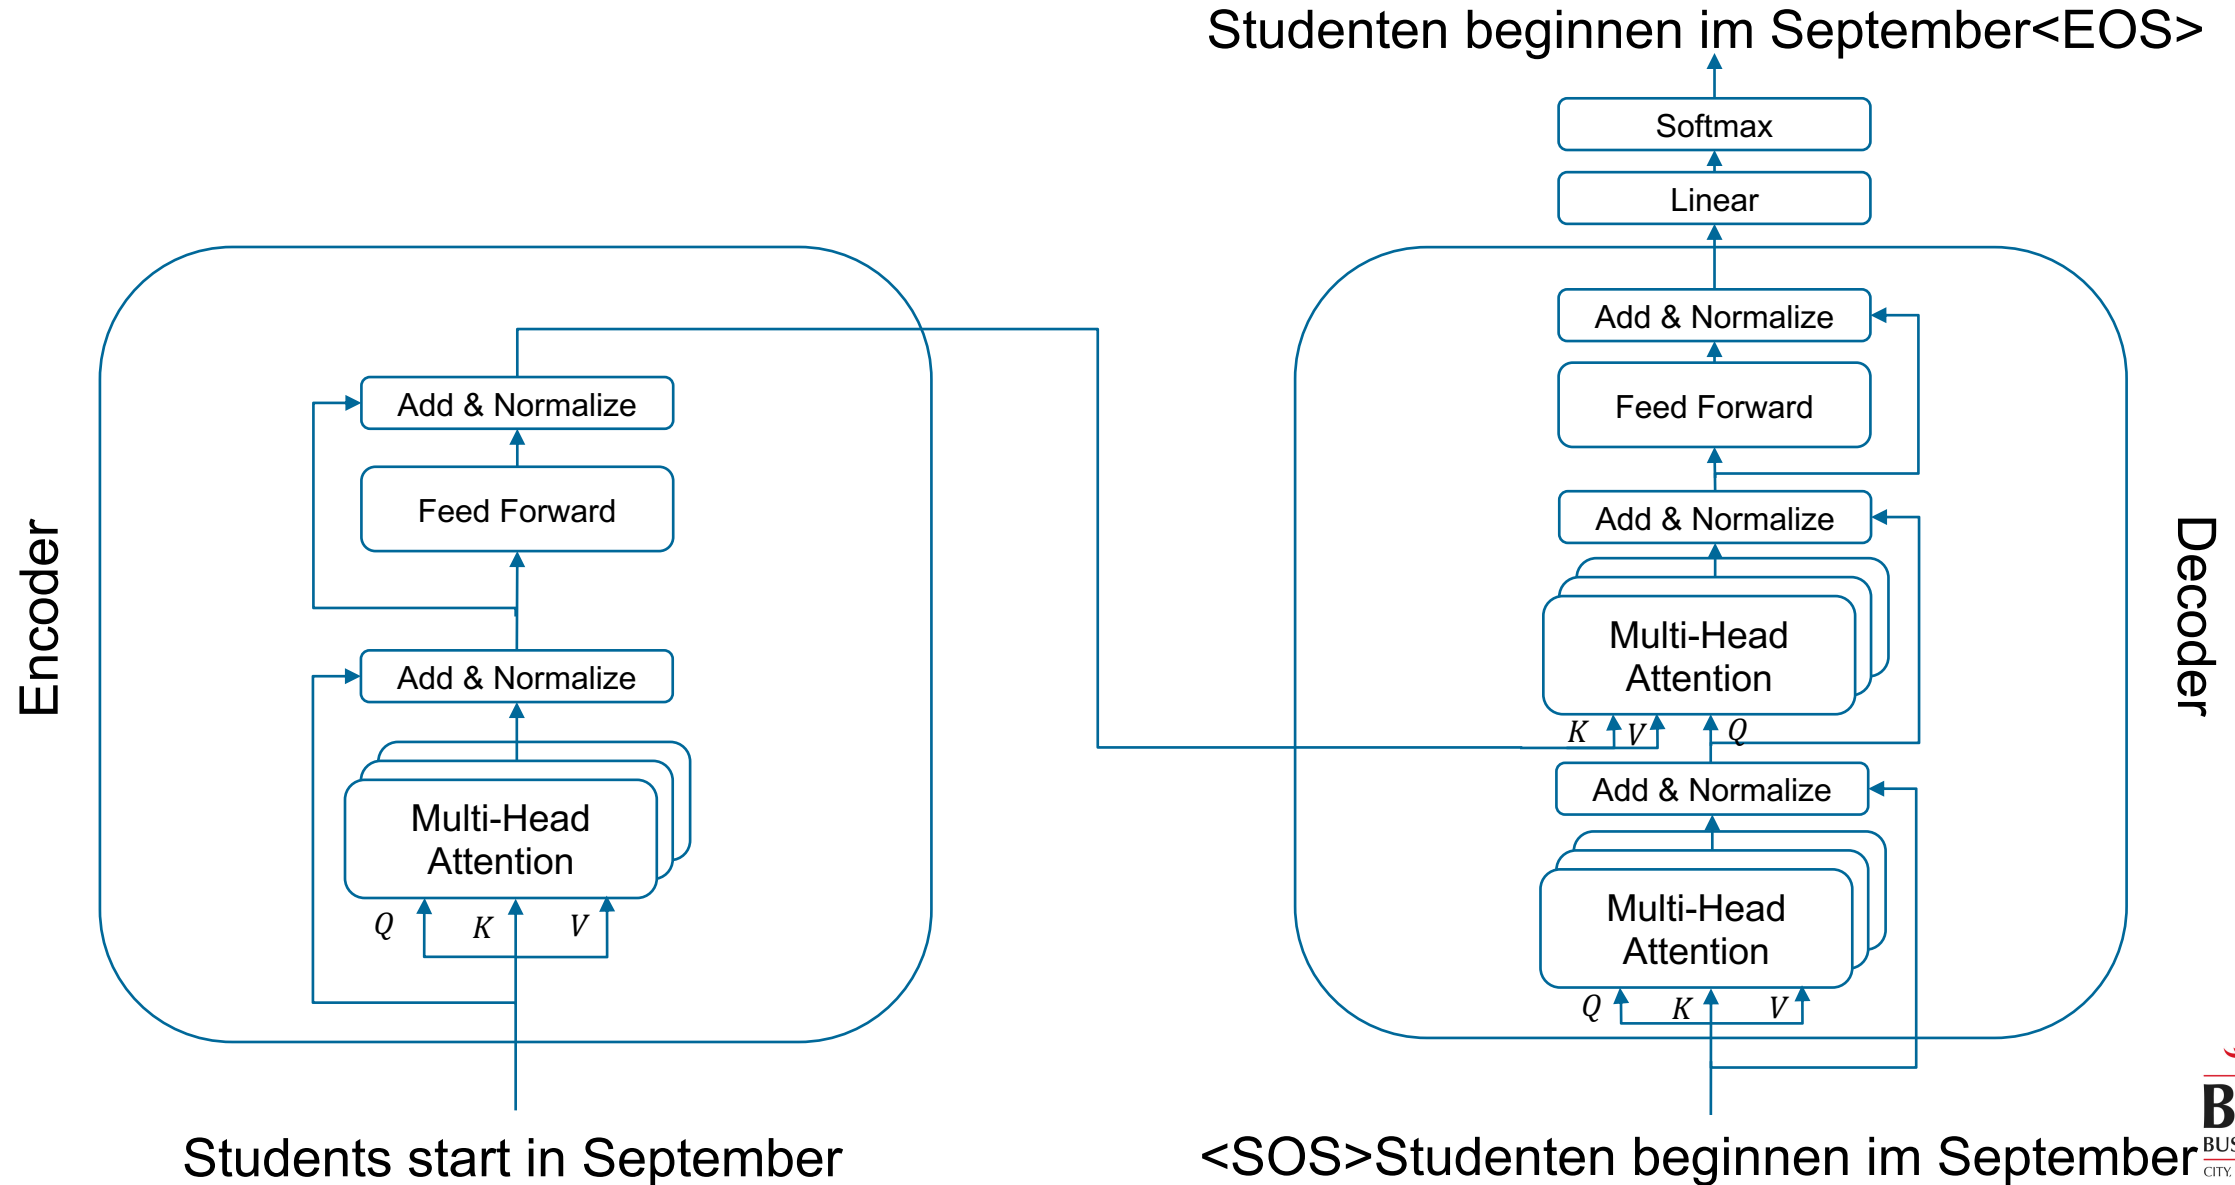 Studenten beginnen im September<EOS>
Softmax
Linear
Add & Normalize
Feed Forward
Add & Normalize
Multi-Head
Attention
K V Q
Add & Normalize
Multi-Head
Attention
Q K V
<SOS>Studenten beginnen im September
Decoder
Encoder
Add & Normalize
Feed Forward
Add & Normalize
Multi-Head
Attention
Q K V
Students start in September